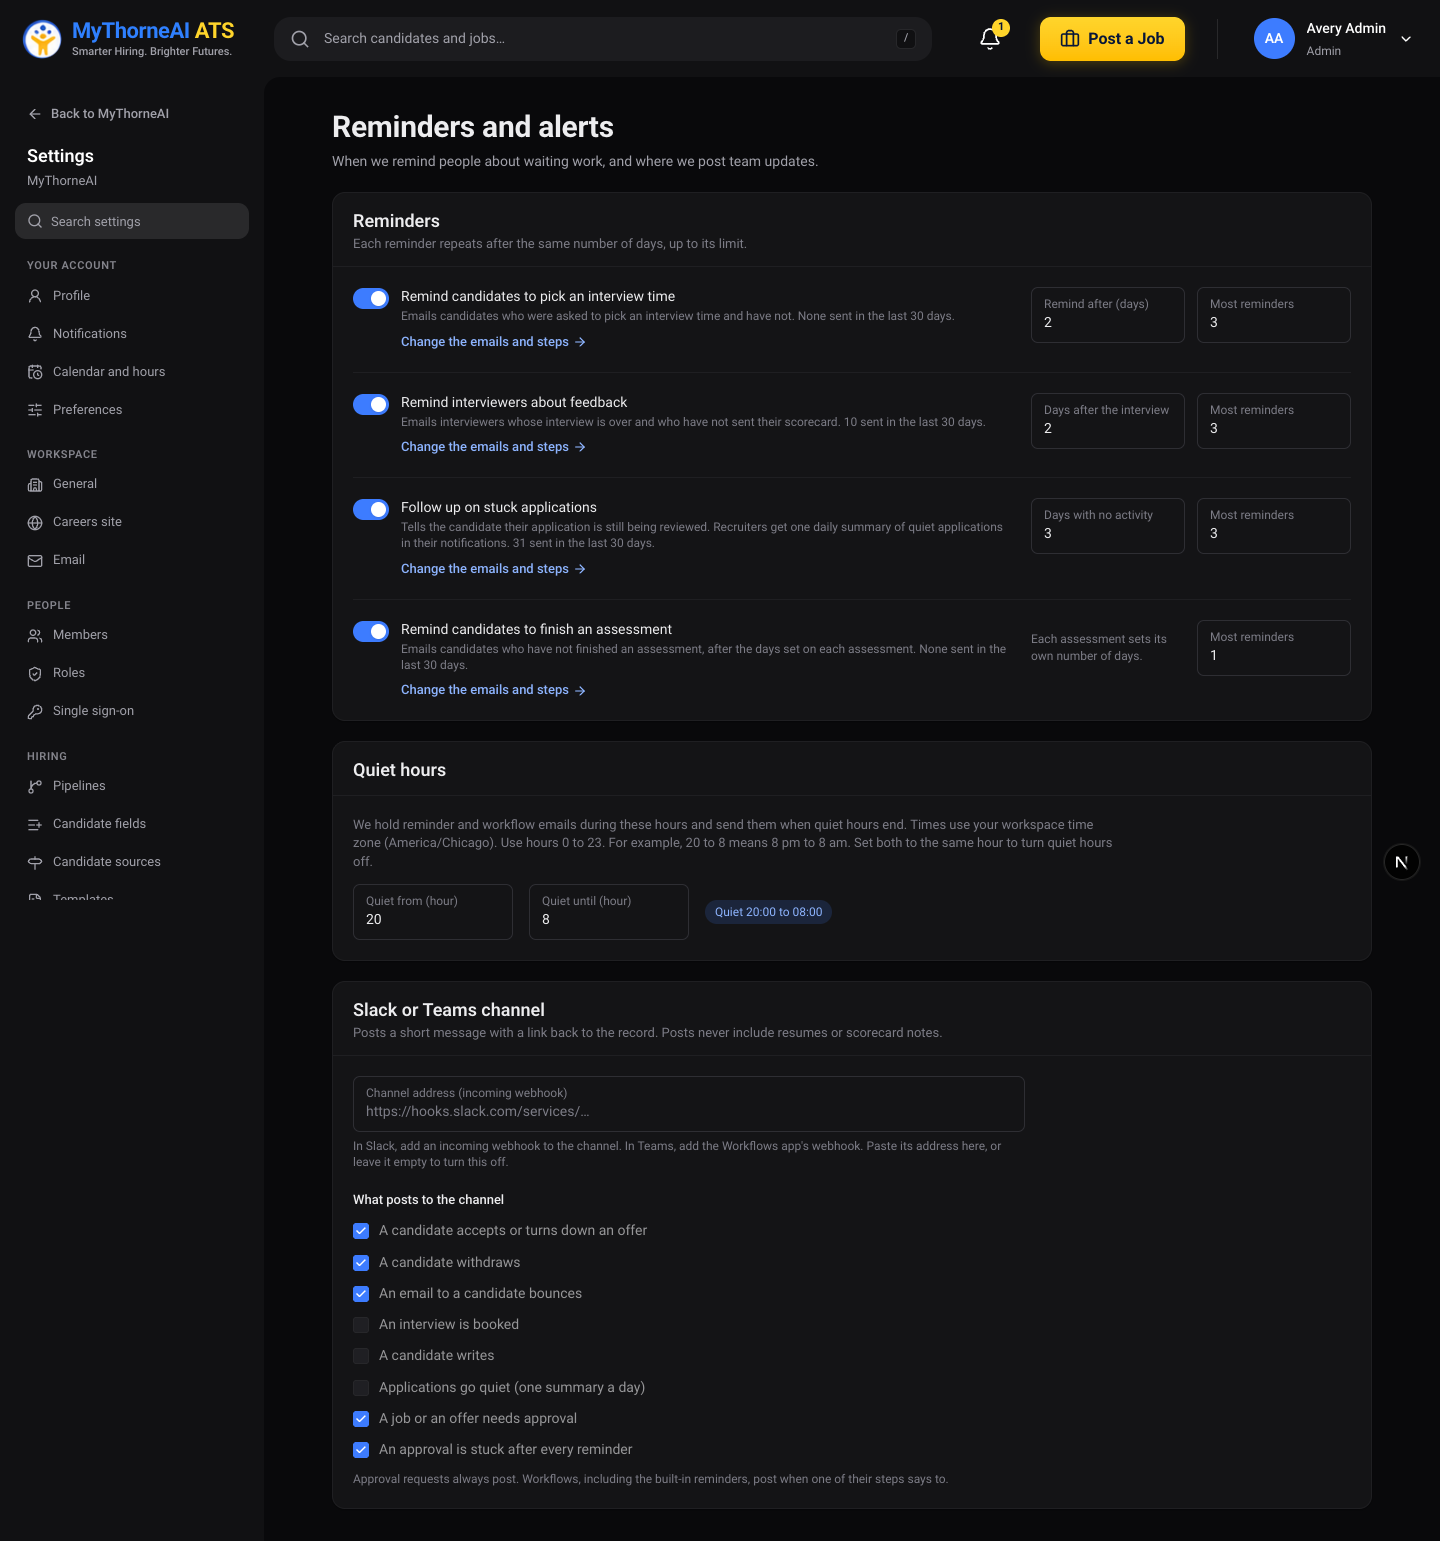 MyThorneAI ATS
Smarter Hiring. Brighter Futures.
Search candidates and jobs...
/
1
Post a Job
AA
Avery Admin
Admin
Back to MyThorneAI
Settings
MyThorneAI
Search settings
YOUR ACCOUNT
Profile
Notifications
Calendar and hours
Preferences
WORKSPACE
General
Careers site
Email
PEOPLE
Members
Roles
Single sign-on
HIRING
Pipelines
Candidate fields
Candidate sources
Templates
Reminders and alerts
When we remind people about waiting work, and where we post team updates.
Reminders
Each reminder repeats after the same number of days, up to its limit.
Remind candidates to pick an interview time
Emails candidates who were asked to pick an interview time and have not. None sent in the last 30 days.
Change the emails and steps →
Remind after (days)
2
Most reminders
3
Remind interviewers about feedback
Emails interviewers whose interview is over and who have not sent their scorecard. 10 sent in the last 30 days.
Change the emails and steps →
Days after the interview
2
Most reminders
3
Follow up on stuck applications
Tells the candidate their application is still being reviewed. Recruiters get one daily summary of quiet applications
in their notifications. 31 sent in the last 30 days.
Change the emails and steps →
Days with no activity
3
Most reminders
3
Remind candidates to finish an assessment
Emails candidates who have not finished an assessment, after the days set on each assessment. None sent in the
last 30 days.
Change the emails and steps →
Each assessment sets its
own number of days.
Most reminders
1
Quiet hours
We hold reminder and workflow emails during these hours and send them when quiet hours end. Times use your workspace time
zone (America/Chicago). Use hours 0 to 23. For example, 20 to 8 means 8 pm to 8 am. Set both to the same hour to turn quiet hours
off.
Quiet from (hour)
20
Quiet until (hour)
8
Quiet 20:00 to 08:00
N
Slack or Teams channel
Posts a short message with a link back to the record. Posts never include resumes or scorecard notes.
Channel address (incoming webhook)
https://hooks.slack.com/services/...
In Slack, add an incoming webhook to the channel. In Teams, add the Workflows app's webhook. Paste its address here, or
leave it empty to turn this off.
What posts to the channel
A candidate accepts or turns down an offer
A candidate withdraws
An email to a candidate bounces
An interview is booked
A candidate writes
Applications go quiet (one summary a day)
A job or an offer needs approval
An approval is stuck after every reminder
Approval requests always post. Workflows, including the built-in reminders, post when one of their steps says to.